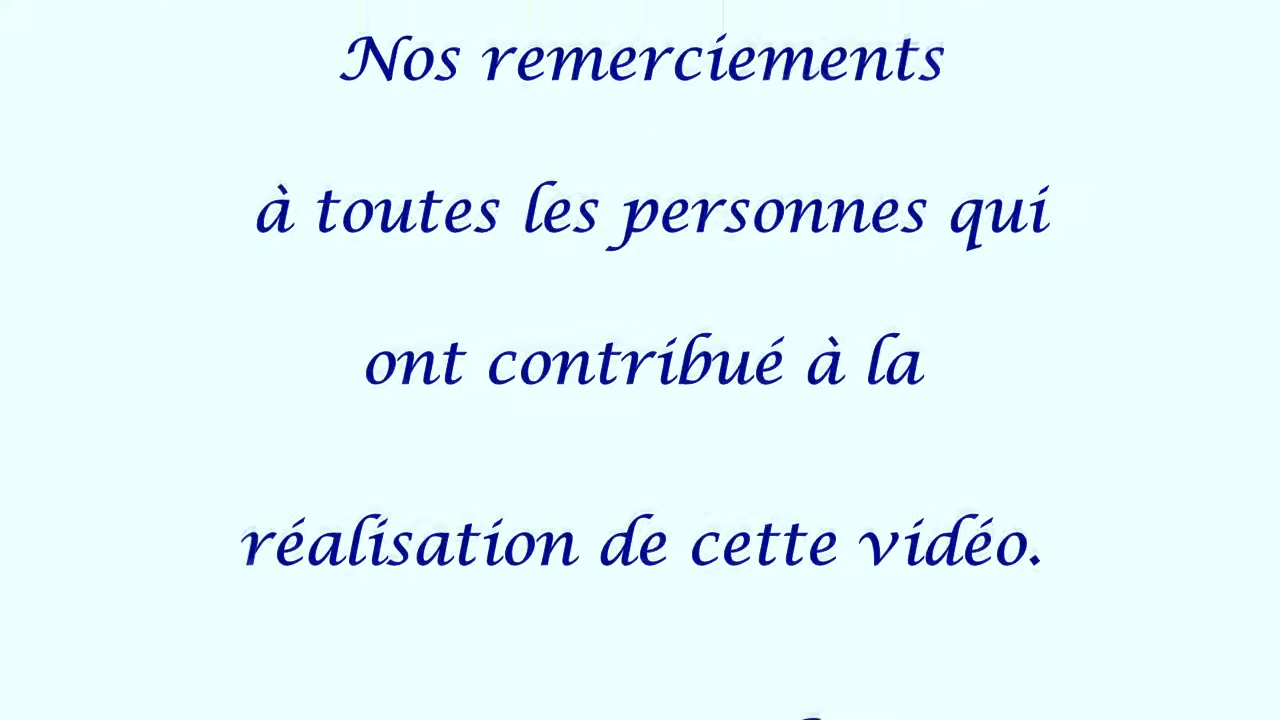 Nos remerciements
à toutes les personnes qui
ont contribué à la
réalisation de cette vidéo.